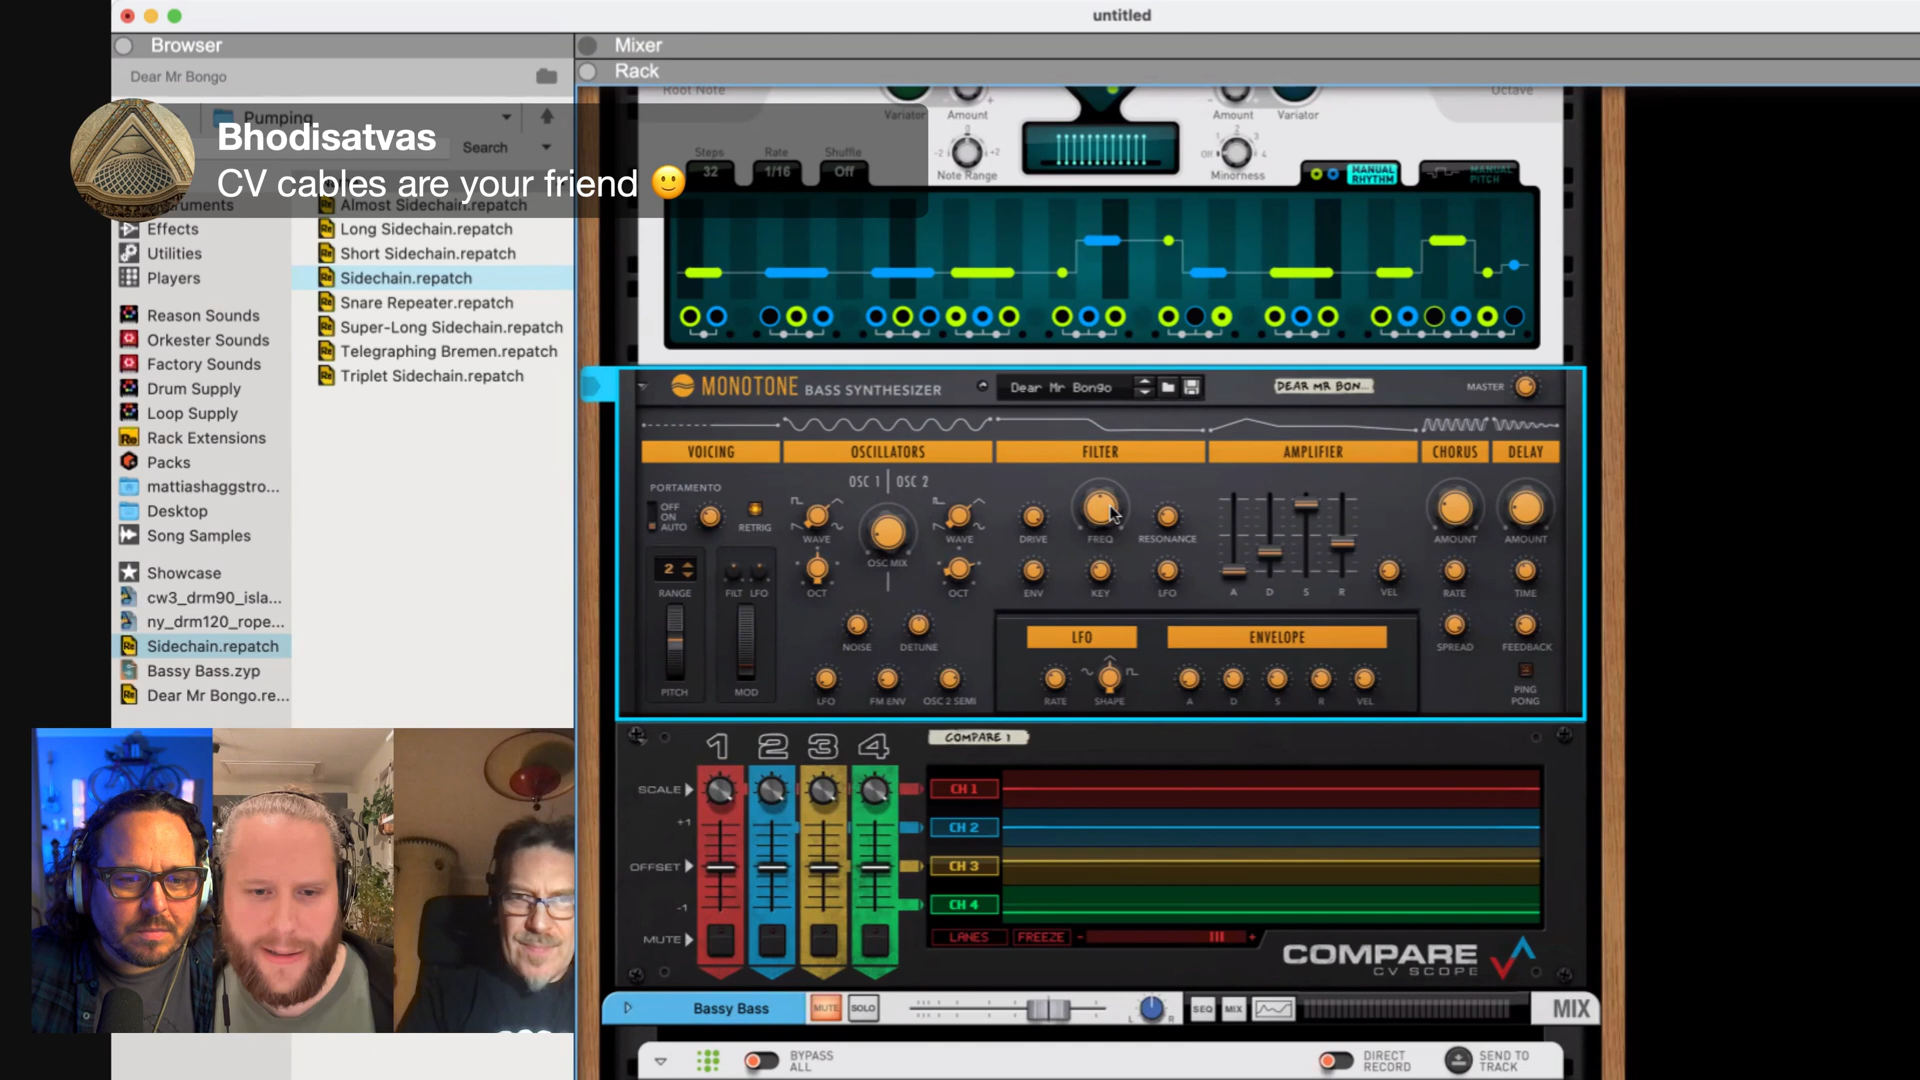 untitled
Browser
Mixer
Dear Mr Bongo
Rack
Root Note
Octave
Pumping
Variator
Amount
Amount
Variator
Bhodisatvas
Search
Steps
Rate
Shuffle
32
1/16
Off
-2
0
+2
Note Range
Off
1
2
3
4
Minorness
MANUAL RHYTHM
MANUAL PITCH
CV cables are your friend 🙂
Instruments
Almost Sidechain.repatch
Effects
Long Sidechain.repatch
Utilities
Short Sidechain.repatch
Players
Sidechain.repatch
Snare Repeater.repatch
Reason Sounds
Super-Long Sidechain.repatch
Orkester Sounds
Telegraphing Bremen.repatch
Factory Sounds
Triplet Sidechain.repatch
Drum Supply
Loop Supply
Rack Extensions
Packs
mattiashaggstro...
Desktop
Song Samples
Showcase
cw3_drm90_isla...
ny_drm120_rope...
Sidechain.repatch
Bassy Bass.zyp
Dear Mr Bongo.re...
MONOTONE BASS SYNTHESIZER
Dear Mr Bongo
DEAR MR BON...
MASTER
VOICING
OSCILLATORS
FILTER
AMPLIFIER
CHORUS
DELAY
PORTAMENTO
OFF
ON
AUTO
RETRIG
OSC 1 | OSC 2
WAVE
OSC MIX
WAVE
DRIVE
FREQ
RESONANCE
AMOUNT
AMOUNT
2
RANGE
FILT LFO
OCT
OCT
ENV
KEY
LFO
A
D
S
R
VEL
RATE
TIME
NOISE
DETUNE
LFO
ENVELOPE
SPREAD
FEEDBACK
PITCH
MOD
LFO
FM ENV
OSC 2 SEMI
RATE
SHAPE
A
D
S
R
VEL
PING PONG
1
2
3
4
COMPARE 1
SCALE
CH 1
+1
CH 2
OFFSET
CH 3
-1
CH 4
MUTE
LANES
FREEZE
-
+
COMPARE
CV SCOPE
Bassy Bass
MUTE
SOLO
L
R
SEQ
MIX
MIX
BYPASS ALL
DIRECT RECORD
SEND TO TRACK